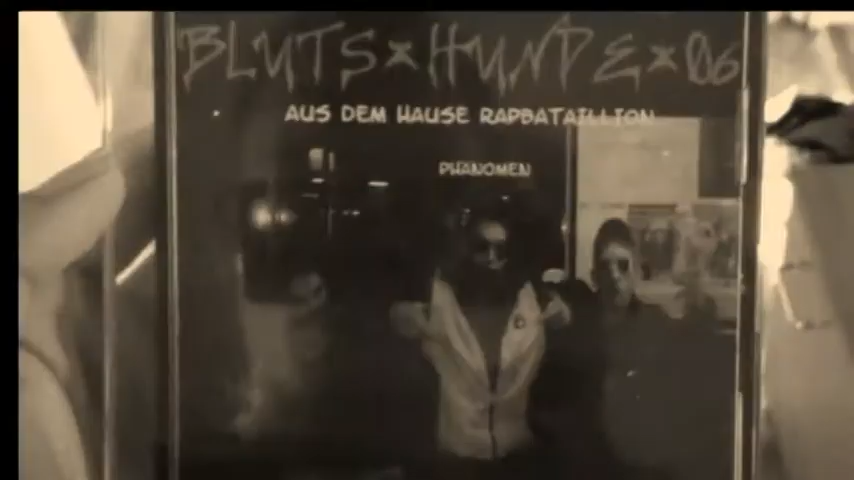 BLUTS×HUNDE×06
AUS DEM HAUSE RAPBATAILLION
PHÄNOMEN